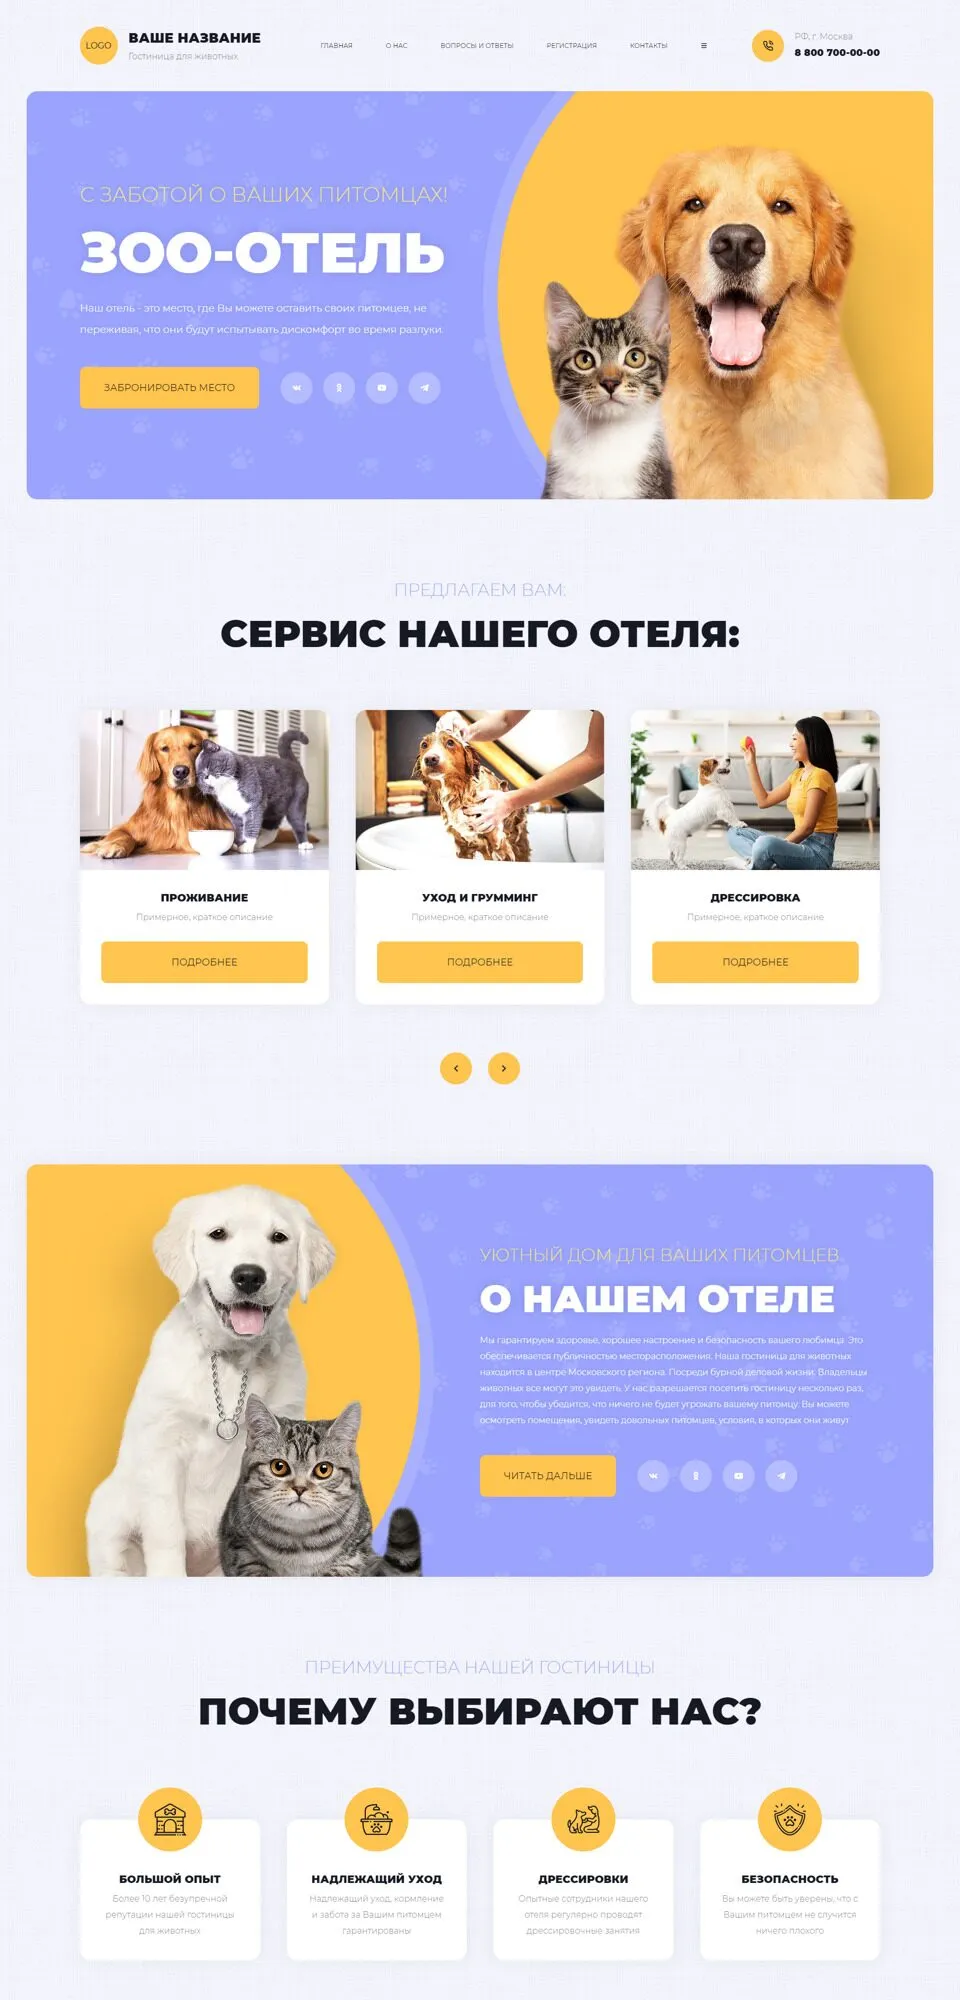 LOGO
ВАШЕ НАЗВАНИЕ
Гостиница для животных
ГЛАВНАЯ
О НАС
ВОПРОСЫ И ОТВЕТЫ
РЕГИСТРАЦИЯ
КОНТАКТЫ
РФ, г. Москва
8 800 700-00-00
С ЗАБОТОЙ О ВАШИХ ПИТОМЦАХ!
ЗОО-ОТЕЛЬ
Наш отель - это место, где Вы можете оставить своих питомцев, не
переживая, что они будут испытывать дискомфорт во время разлуки.
ЗАБРОНИРОВАТЬ МЕСТО
ПРЕДЛАГАЕМ ВАМ:
СЕРВИС НАШЕГО ОТЕЛЯ:
ПРОЖИВАНИЕ
Примерное, краткое описание
ПОДРОБНЕЕ
УХОД И ГРУММИНГ
Примерное, краткое описание
ПОДРОБНЕЕ
ДРЕССИРОВКА
Примерное, краткое описание
ПОДРОБНЕЕ
УЮТНЫЙ ДОМ ДЛЯ ВАШИХ ПИТОМЦЕВ
О НАШЕМ ОТЕЛЕ
Мы гарантируем здоровье, хорошее настроение и безопасность вашего любимца. Это
обеспечивается публичностью месторасположения. Наша гостиница для животных
находится в центре Московского региона. Посреди бурной деловой жизни. Владельцы
животных все могут это увидеть. У нас разрешается посетить гостиницу несколько раз,
для того, чтобы убедится, что ничего не будет угрожать вашему питомцу. Вы можете
осмотреть помещения, увидеть довольных питомцев, условия, в которых они живут.
ЧИТАТЬ ДАЛЬШЕ
ПРЕИМУЩЕСТВА НАШЕЙ ГОСТИНИЦЫ
ПОЧЕМУ ВЫБИРАЮТ НАС?
БОЛЬШОЙ ОПЫТ
Более 10 лет безупречной
репутации нашей гостиницы
для животных
НАДЛЕЖАЩИЙ УХОД
Надлежащий уход, кормление
и забота за Вашим питомцем
гарантированы
ДРЕССИРОВКИ
Опытные сотрудники нашего
отеля регулярно проводят
дрессировочные занятия
БЕЗОПАСНОСТЬ
Вы можете быть уверены, что с
Вашим питомцем не случится
ничего плохого